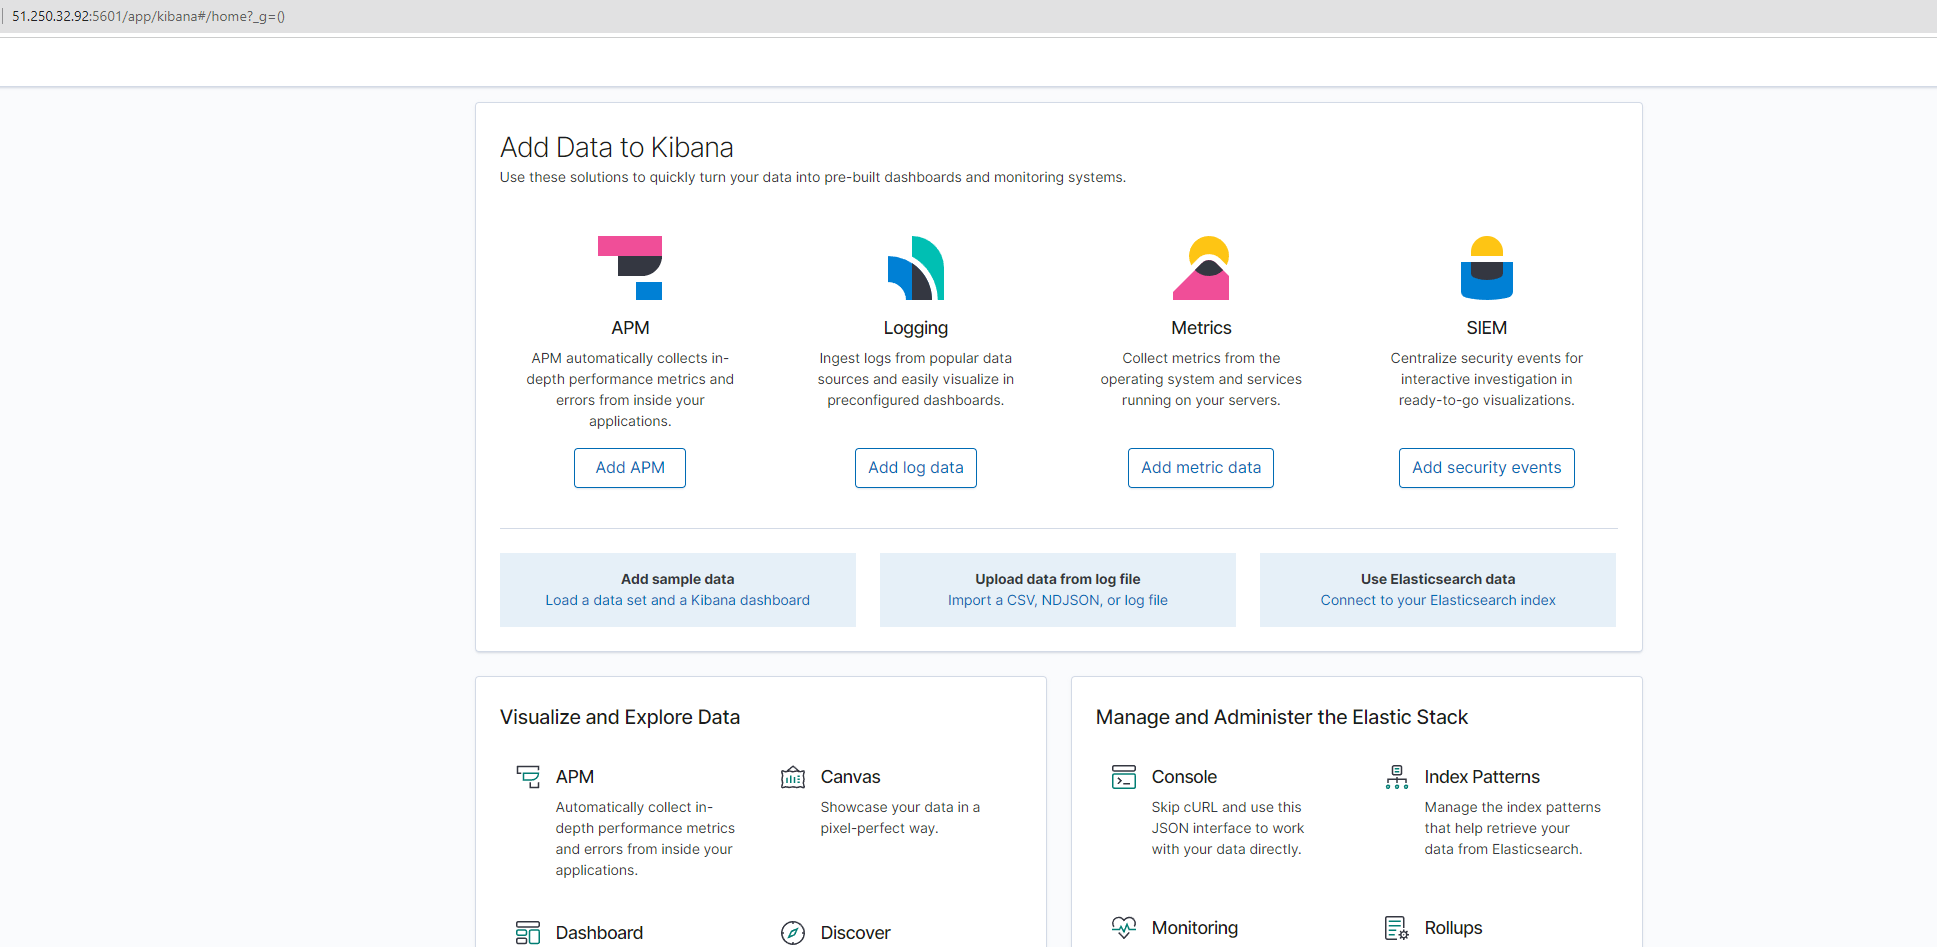 51.250.32.92:5601/app/kibana#/home?_g=()
Add Data to Kibana
Use these solutions to quickly turn your data into pre-built dashboards and monitoring systems.
APM
APM automatically collects in-
depth performance metrics and
errors from inside your
applications.
Add APM
Logging
Ingest logs from popular data
sources and easily visualize in
preconfigured dashboards.
Add log data
Metrics
Collect metrics from the
operating system and services
running on your servers.
Add metric data
SIEM
Centralize security events for
interactive investigation in
ready-to-go visualizations.
Add security events
Add sample data
Load a data set and a Kibana dashboard
Upload data from log file
Import a CSV, NDJSON, or log file
Use Elasticsearch data
Connect to your Elasticsearch index
Visualize and Explore Data
APM
Automatically collect in-
depth performance metrics
and errors from inside your
applications.
Canvas
Showcase your data in a
pixel-perfect way.
Dashboard
Discover
Manage and Administer the Elastic Stack
Console
Skip cURL and use this
JSON interface to work
with your data directly.
Index Patterns
Manage the index patterns
that help retrieve your
data from Elasticsearch.
Monitoring
Rollups